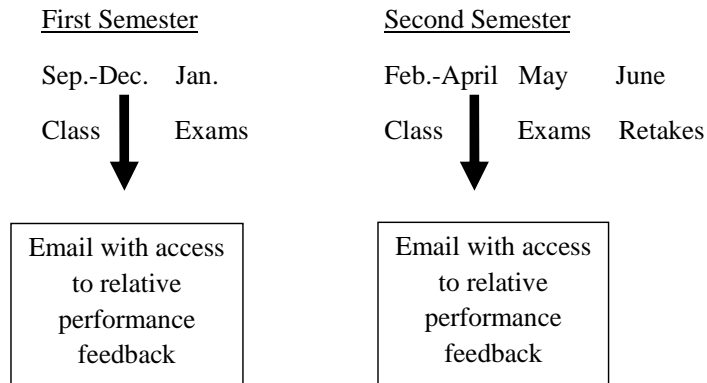 First Semester Second Semester
Sep.-Dec. Jan. Feb.-April May June
Class Exams Class Exams Retakes
Email with access
to relative
performance
feedback
Email with access
to relative
performance
feedback